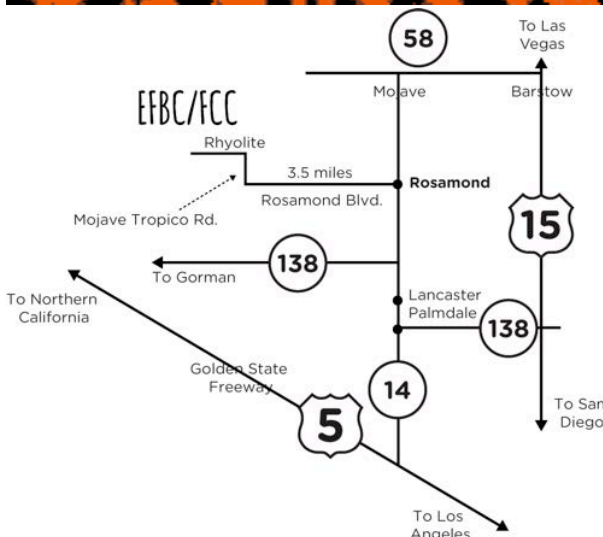 58
To Las
Vegas
Mojave
Barstow
EFBC/FCC
Rhyolite
3.5 miles
Rosamond
Rosamond Blvd.
Mojave Tropico Rd.
15
138
To Gorman
To Northern
California
Lancaster
Palmdale
138
Golden State
Freeway
14
5
To San
Diego
To Los
Angeles